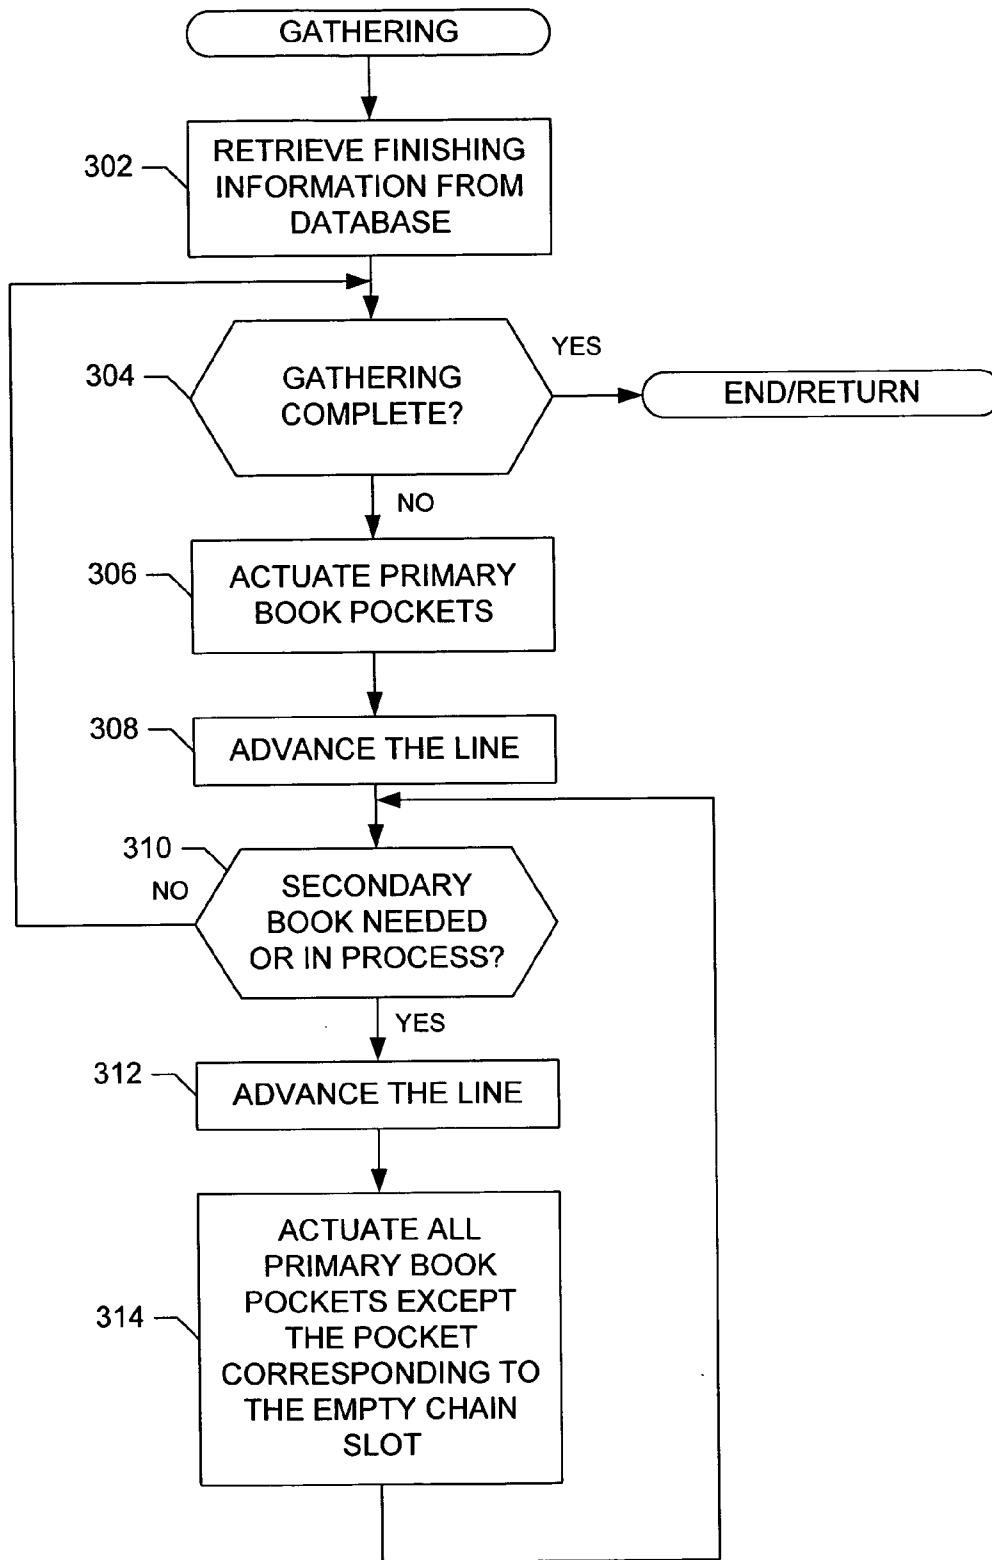 GATHERING
302
RETRIEVE FINISHING
INFORMATION FROM
DATABASE
304
GATHERING
COMPLETE?
YES
END/RETURN
NO
306
ACTUATE PRIMARY
BOOK POCKETS
308
ADVANCE THE LINE
310
NO
SECONDARY
BOOK NEEDED
OR IN PROCESS?
YES
312
ADVANCE THE LINE
314
ACTUATE ALL
PRIMARY BOOK
POCKETS EXCEPT
THE POCKET
CORRESPONDING TO
THE EMPTY CHAIN
SLOT